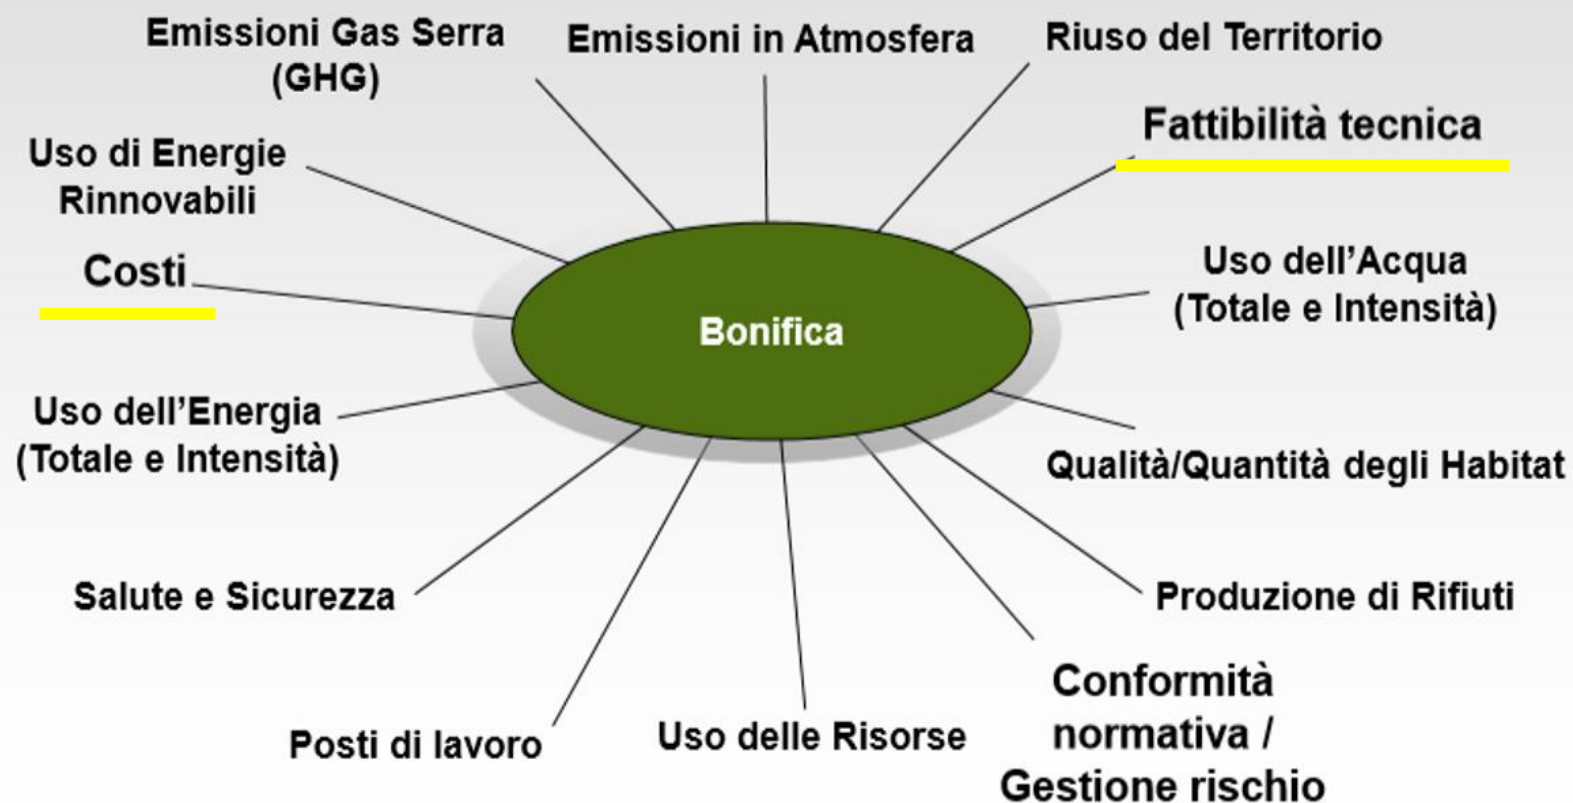 Emissioni Gas Serra
(GHG)
Emissioni in Atmosfera
Riuso del Territorio
Fattibilità tecnica
Uso di Energie
Rinnovabili
Costi
Uso dell’Acqua
(Totale e Intensità)
Bonifica
Uso dell’Energia
(Totale e Intensità)
Qualità/Quantità degli Habitat
Salute e Sicurezza
Produzione di Rifiuti
Posti di lavoro
Uso delle Risorse
Conformità
normativa /
Gestione rischio